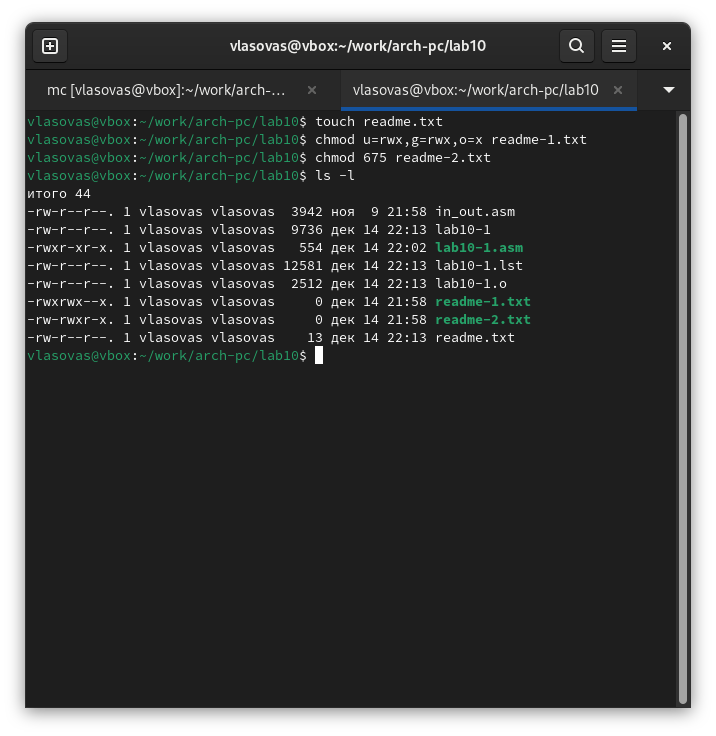 vlasovas@vbox:~/work/arch-pc/lab10
mc [vlasovas@vbox]:~/work/arch-… vlasovas@vbox:~/work/arch-pc/lab10
vlasovas@vbox:~/work/arch-pc/lab10$ touch readme.txt
vlasovas@vbox:~/work/arch-pc/lab10$ chmod u=rwx,g=rwx,o=x readme-1.txt
vlasovas@vbox:~/work/arch-pc/lab10$ chmod 675 readme-2.txt
vlasovas@vbox:~/work/arch-pc/lab10$ ls -l
итого 44
-rw-r--r--. 1 vlasovas vlasovas  3942 ноя  9 21:58 in_out.asm
-rw-r--r--. 1 vlasovas vlasovas  9736 дек 14 22:13 lab10-1
-rwxr-xr-x. 1 vlasovas vlasovas   554 дек 14 22:02 lab10-1.asm
-rw-r--r--. 1 vlasovas vlasovas 12581 дек 14 22:13 lab10-1.lst
-rw-r--r--. 1 vlasovas vlasovas  2512 дек 14 22:13 lab10-1.o
-rwxrwx--x. 1 vlasovas vlasovas     0 дек 14 21:58 readme-1.txt
-rw-rwxr-x. 1 vlasovas vlasovas     0 дек 14 21:58 readme-2.txt
-rw-r--r--. 1 vlasovas vlasovas    13 дек 14 22:13 readme.txt
vlasovas@vbox:~/work/arch-pc/lab10$